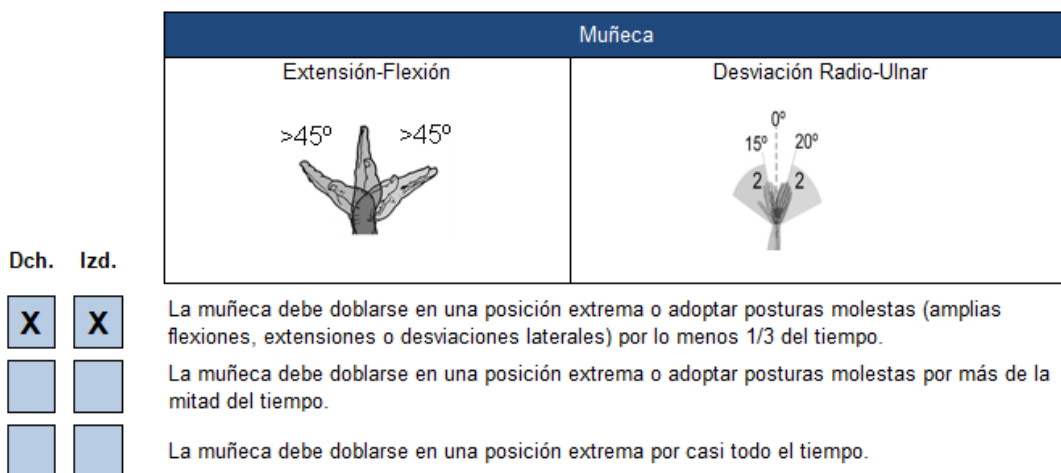 Muñeca
Extensión-Flexión
Desviación Radio-Ulnar
>45º
>45º
0º
15º
20º
2
2
Dch. Izd.
X X
La muñeca debe doblarse en una posición extrema o adoptar posturas molestas (amplias
flexiones, extensiones o desviaciones laterales) por lo menos 1/3 del tiempo.
La muñeca debe doblarse en una posición extrema o adoptar posturas molestas por más de la
mitad del tiempo.
La muñeca debe doblarse en una posición extrema por casi todo el tiempo.